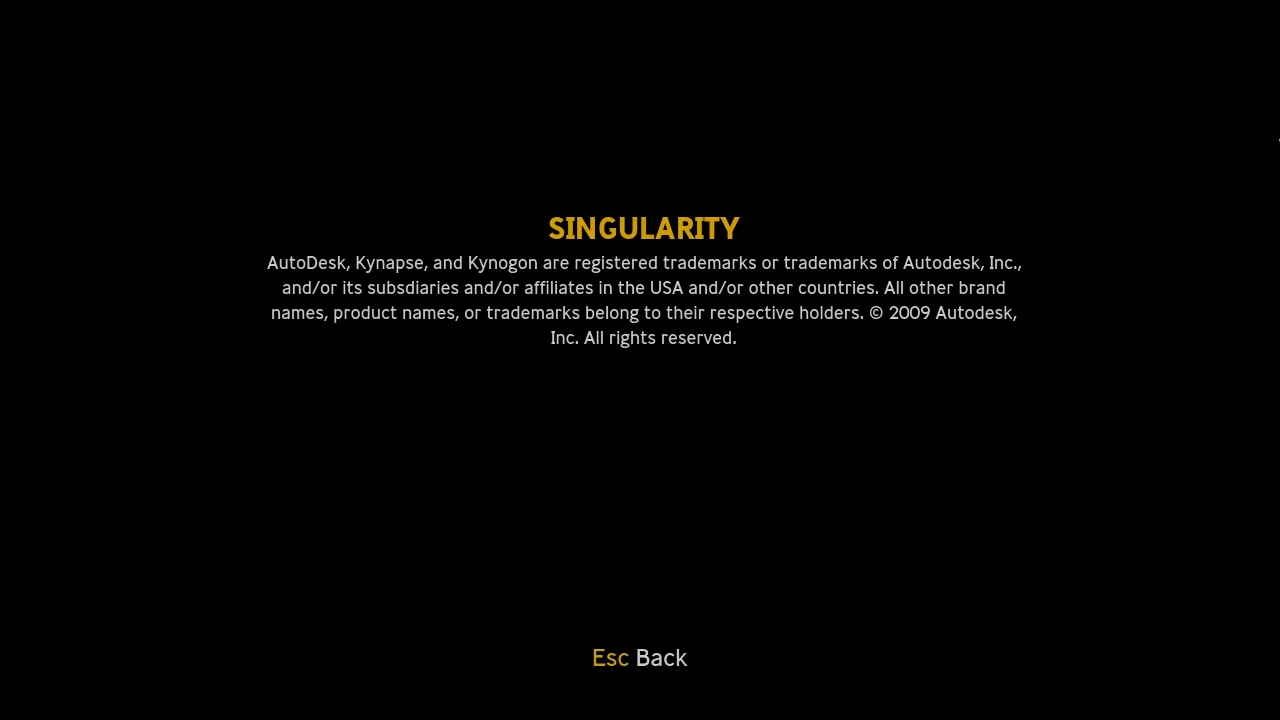 SINGULARITY
AutoDesk, Kynapse, and Kynogon are registered trademarks or trademarks of Autodesk, Inc.,
and/or its subsdiaries and/or affiliates in the USA and/or other countries. All other brand
names, product names, or trademarks belong to their respective holders. © 2009 Autodesk,
Inc. All rights reserved.
Esc Back